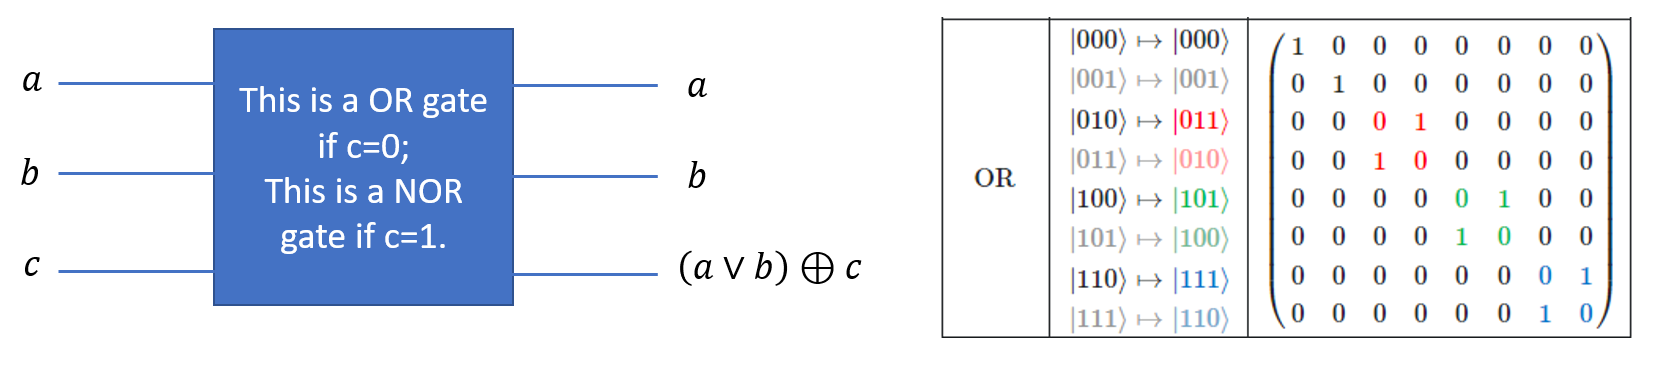 a
b
c
This is a OR gate
if c=0;
This is a NOR
gate if c=1.
a
b
(a ∨ b) ⊕ c
OR
|000⟩ ↦ |000⟩
|001⟩ ↦ |001⟩
|010⟩ ↦ |011⟩
|011⟩ ↦ |010⟩
|100⟩ ↦ |101⟩
|101⟩ ↦ |100⟩
|110⟩ ↦ |111⟩
|111⟩ ↦ |110⟩
1 0 0 0 0 0 0 0
0 1 0 0 0 0 0 0
0 0 0 1 0 0 0 0
0 0 1 0 0 0 0 0
0 0 0 0 0 1 0 0
0 0 0 0 1 0 0 0
0 0 0 0 0 0 0 1
0 0 0 0 0 0 1 0